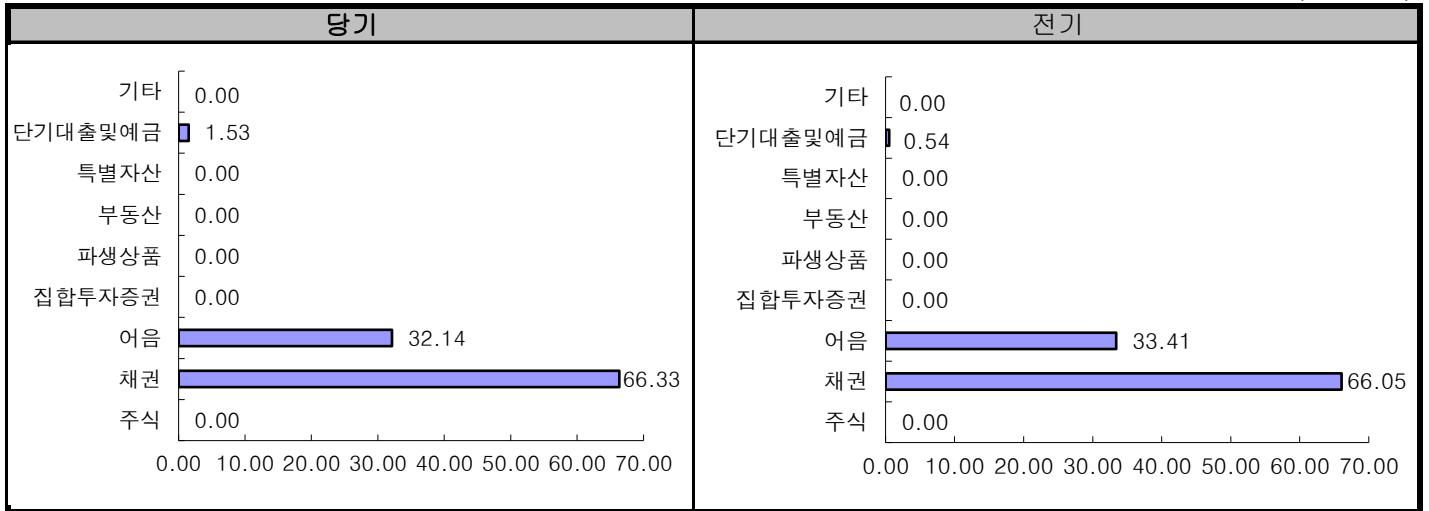 당기
전기
기타 0.00
단기대출및예금 1.53
특별자산 0.00
부동산 0.00
파생상품 0.00
집합투자증권 0.00
어음 32.14
채권 66.33
주식 0.00
0.00 10.00 20.00 30.00 40.00 50.00 60.00 70.00
기타 0.00
단기대출및예금 0.54
특별자산 0.00
부동산 0.00
파생상품 0.00
집합투자증권 0.00
어음 33.41
채권 66.05
주식 0.00
0.00 10.00 20.00 30.00 40.00 50.00 60.00 70.00